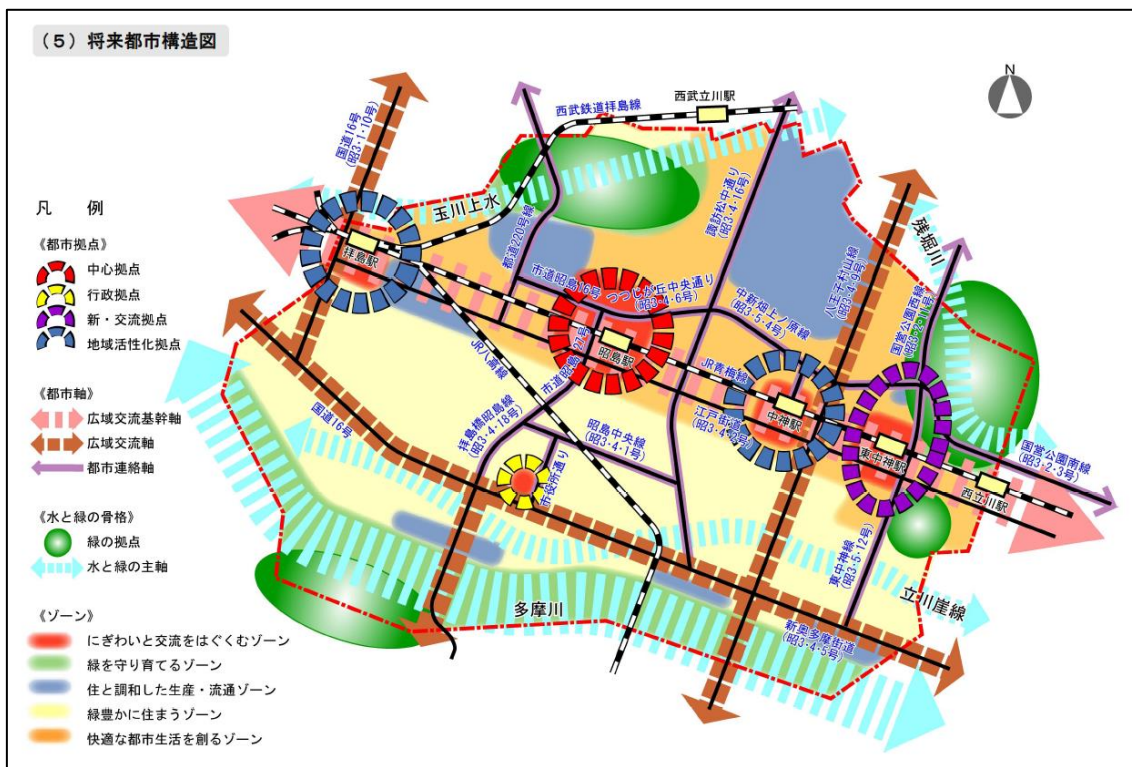 (5) 将来都市構造図
N
西武立川駅
西武鉄道拝島線
国道16号
(昭3・1・10号)
玉川上水
都道220号線
諏訪松中通り
(昭3・4・16号)
残堀川
拝島駅
市道昭島16号
つつじが丘中央通り
(昭3・4・6号)
中新畑上ノ原線
(昭3・5・4号)
八王子村山線
(昭3・4・9号)
国営公園西線
(昭3・2・11号)
昭島駅
市道昭島127号
JR八高線
JR青梅線
中神駅
江戸街道
(昭3・4・2号)
東中神駅
国営公園南線
(昭3・2・3号)
西立川駅
国道16号
拝島橋昭島線
(昭3・4・18号)
昭島中央線
(昭3・4・1号)
市役所通り
東中神線
(昭3・5・12号)
立川崖線
多摩川
新奥多摩街道
(昭3・4・5号)
凡 例
《都市拠点》
中心拠点
行政拠点
新・交流拠点
地域活性化拠点
《都市軸》
広域交流基幹軸
広域交流軸
都市連絡軸
《水と緑の骨格》
緑の拠点
水と緑の主軸
《ゾーン》
にぎわいと交流をはぐくむゾーン
緑を守り育てるゾーン
住と調和した生産・流通ゾーン
緑豊かに住まうゾーン
快適な都市生活を創るゾーン